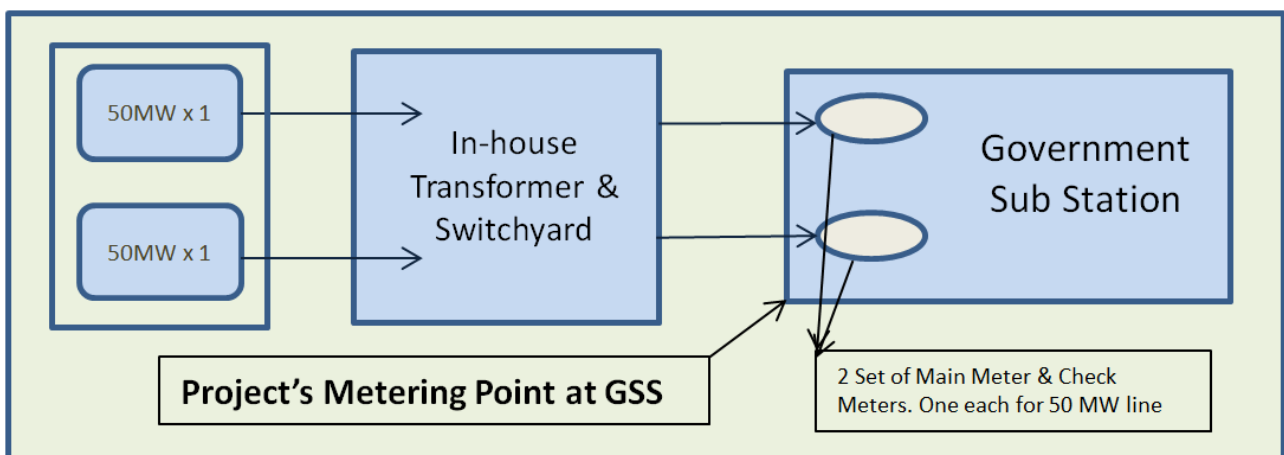 50MW x 1
50MW x 1
In-house
Transformer &
Switchyard
Government
Sub Station
Project's Metering Point at GSS
2 Set of Main Meter & Check
Meters. One each for 50 MW line